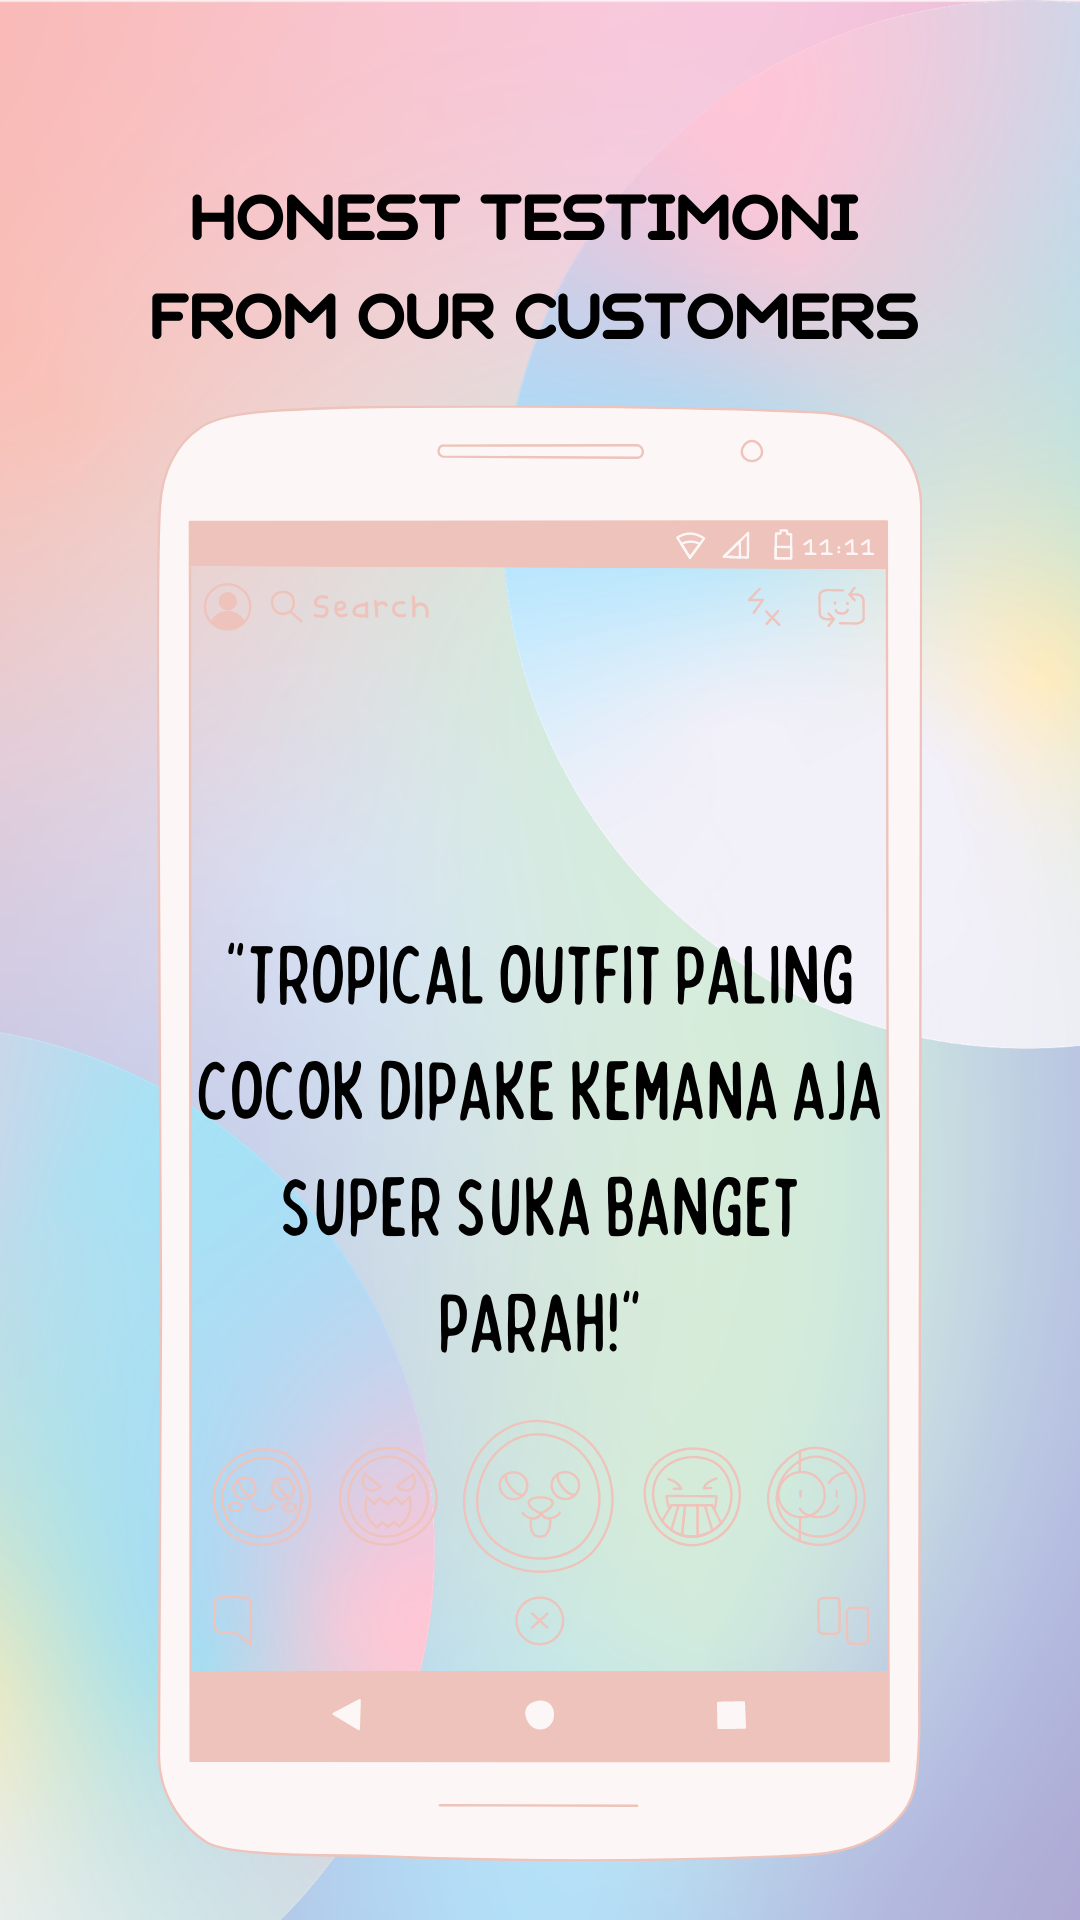 HONEST TESTIMONI
FROM OUR CUSTOMERS
11:11
Search
"TROPICAL OUTFIT PALING
COCOK DIPAKE KEMANA AJA
SUPER SUKA BANGET
PARAH!"